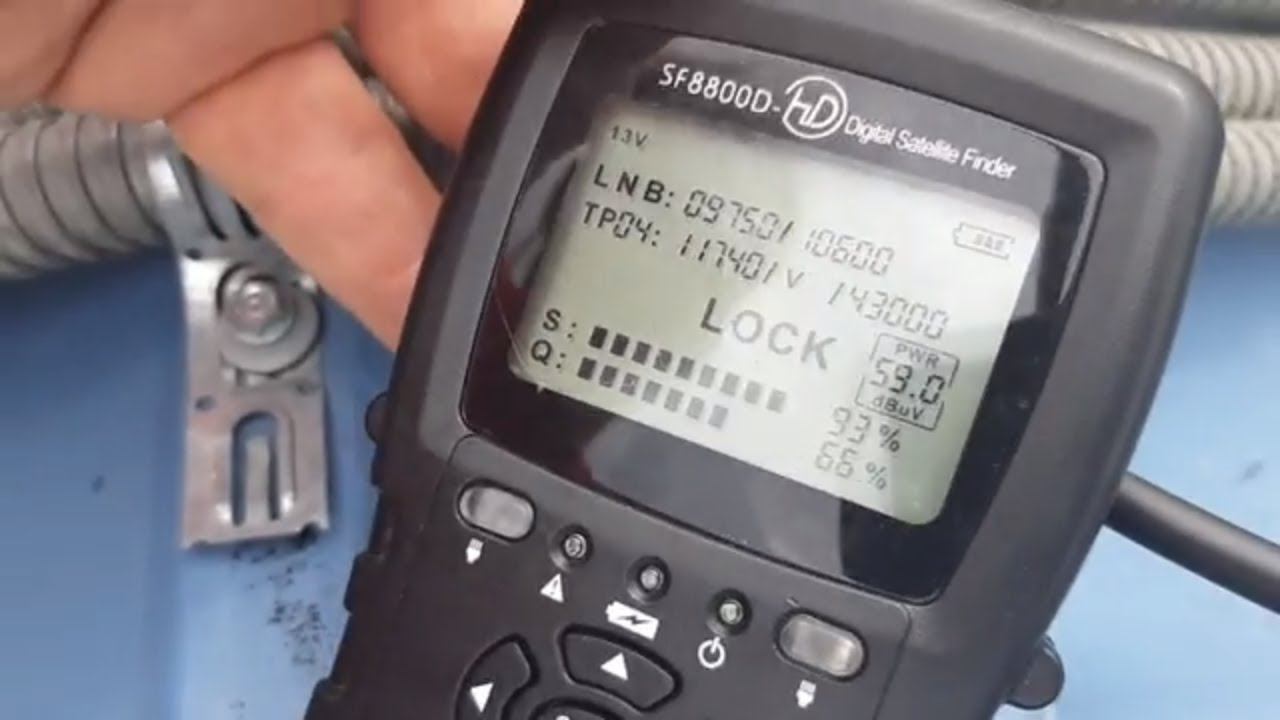 SF8800D-HD Digital Satellite Finder
13V
LNB: 09750/10600
TP04: 11740/V /43000
LOCK
PWR
59.0
dBuV
S: 93%
Q: 66.%